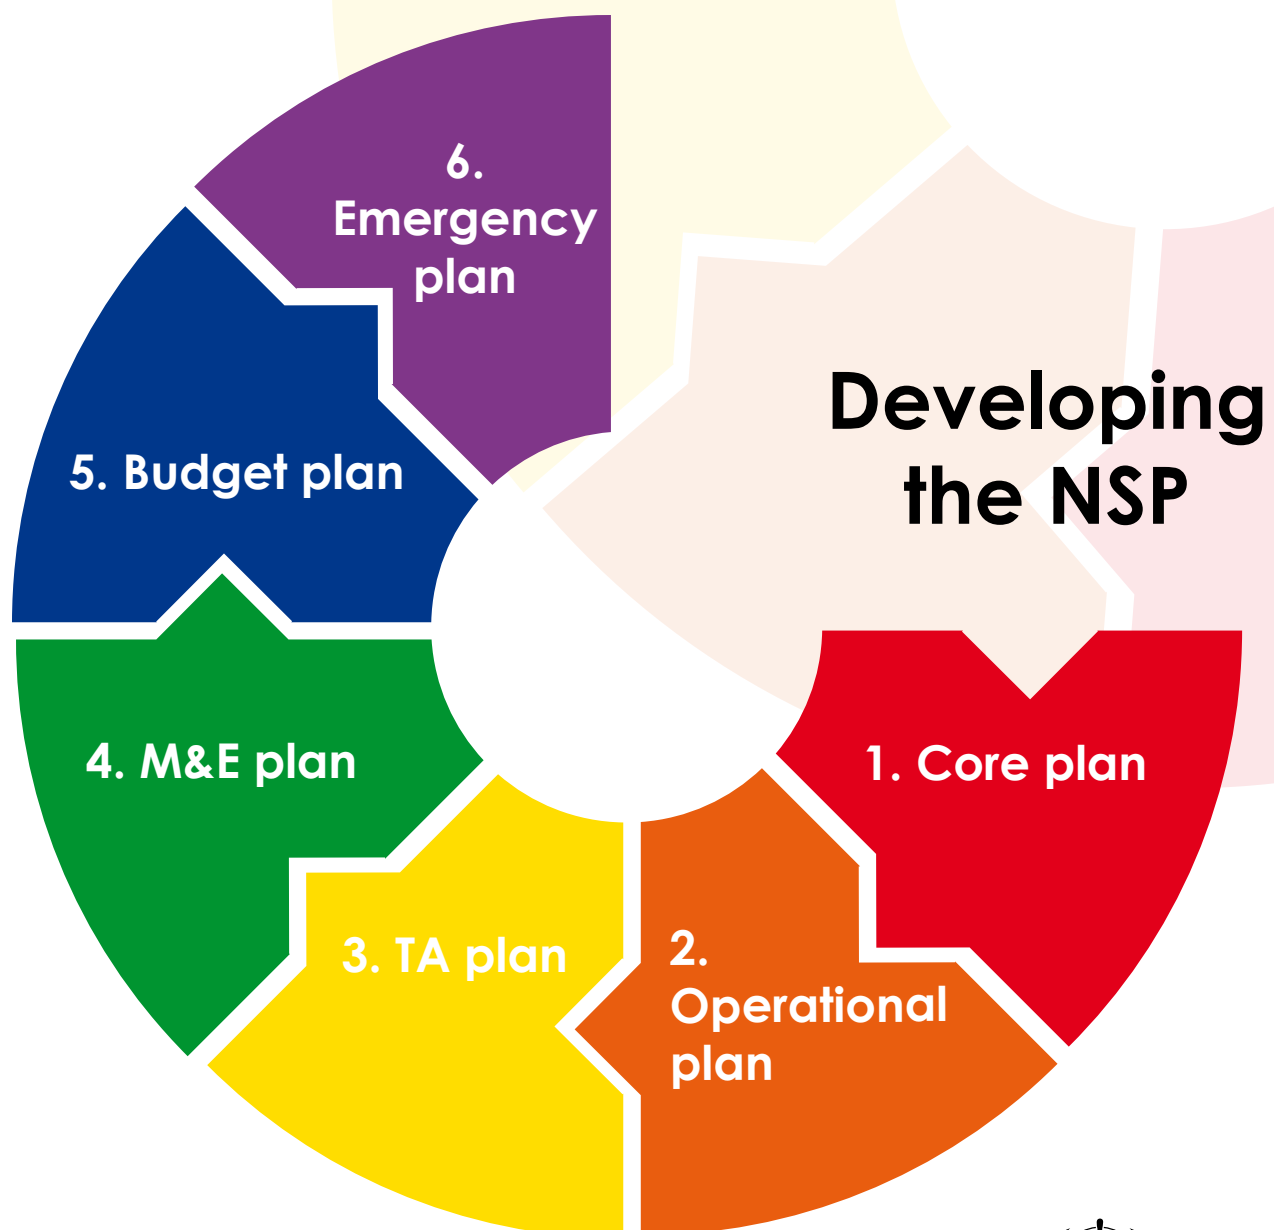 Developing
the NSP
1. Core plan
2.
Operational
plan
3. TA plan
4. M&E plan
5. Budget plan
6.
Emergency
plan